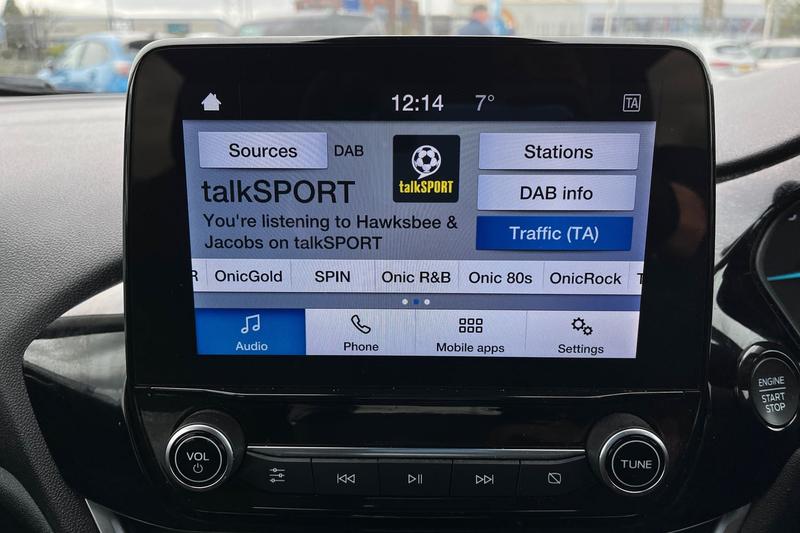 12:14 7°
TA
Sources
DAB
talkSPORT
Stations
talkSPORT
DAB info
You're listening to Hawksbee &
Jacobs on talkSPORT
Traffic (TA)
R OnicGold SPIN Onic R&B Onic 80s OnicRock
Audio Phone Mobile apps Settings
VOL
TUNE
ENGINE
START
STOP